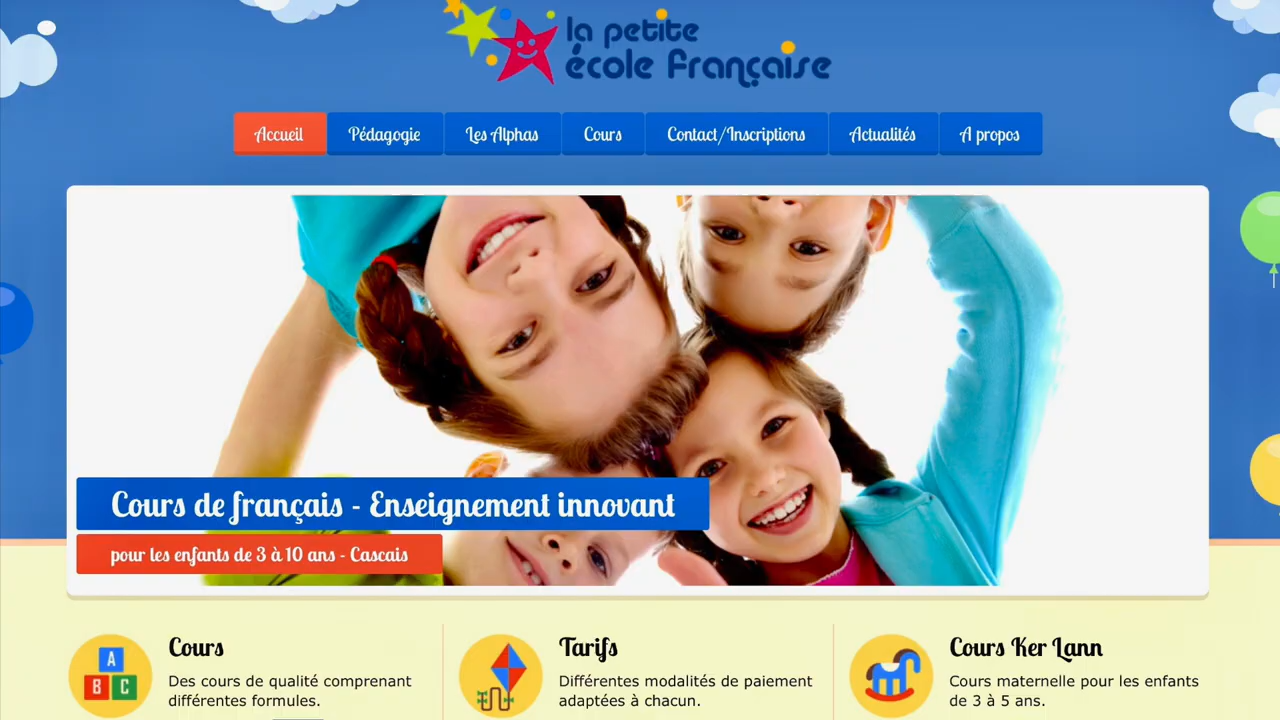 la petite
école française
Accueil
Pédagogie
Les Alphas
Cours
Contact/Inscriptions
Actualités
A propos
Cours de français - Enseignement innovant
pour les enfants de 3 à 10 ans - Cascais
Cours
Des cours de qualité comprenant
différentes formules.
Tarifs
Différentes modalités de paiement
adaptées à chacun.
Cours Ker Lann
Cours maternelle pour les enfants
de 3 à 5 ans.
A
B C